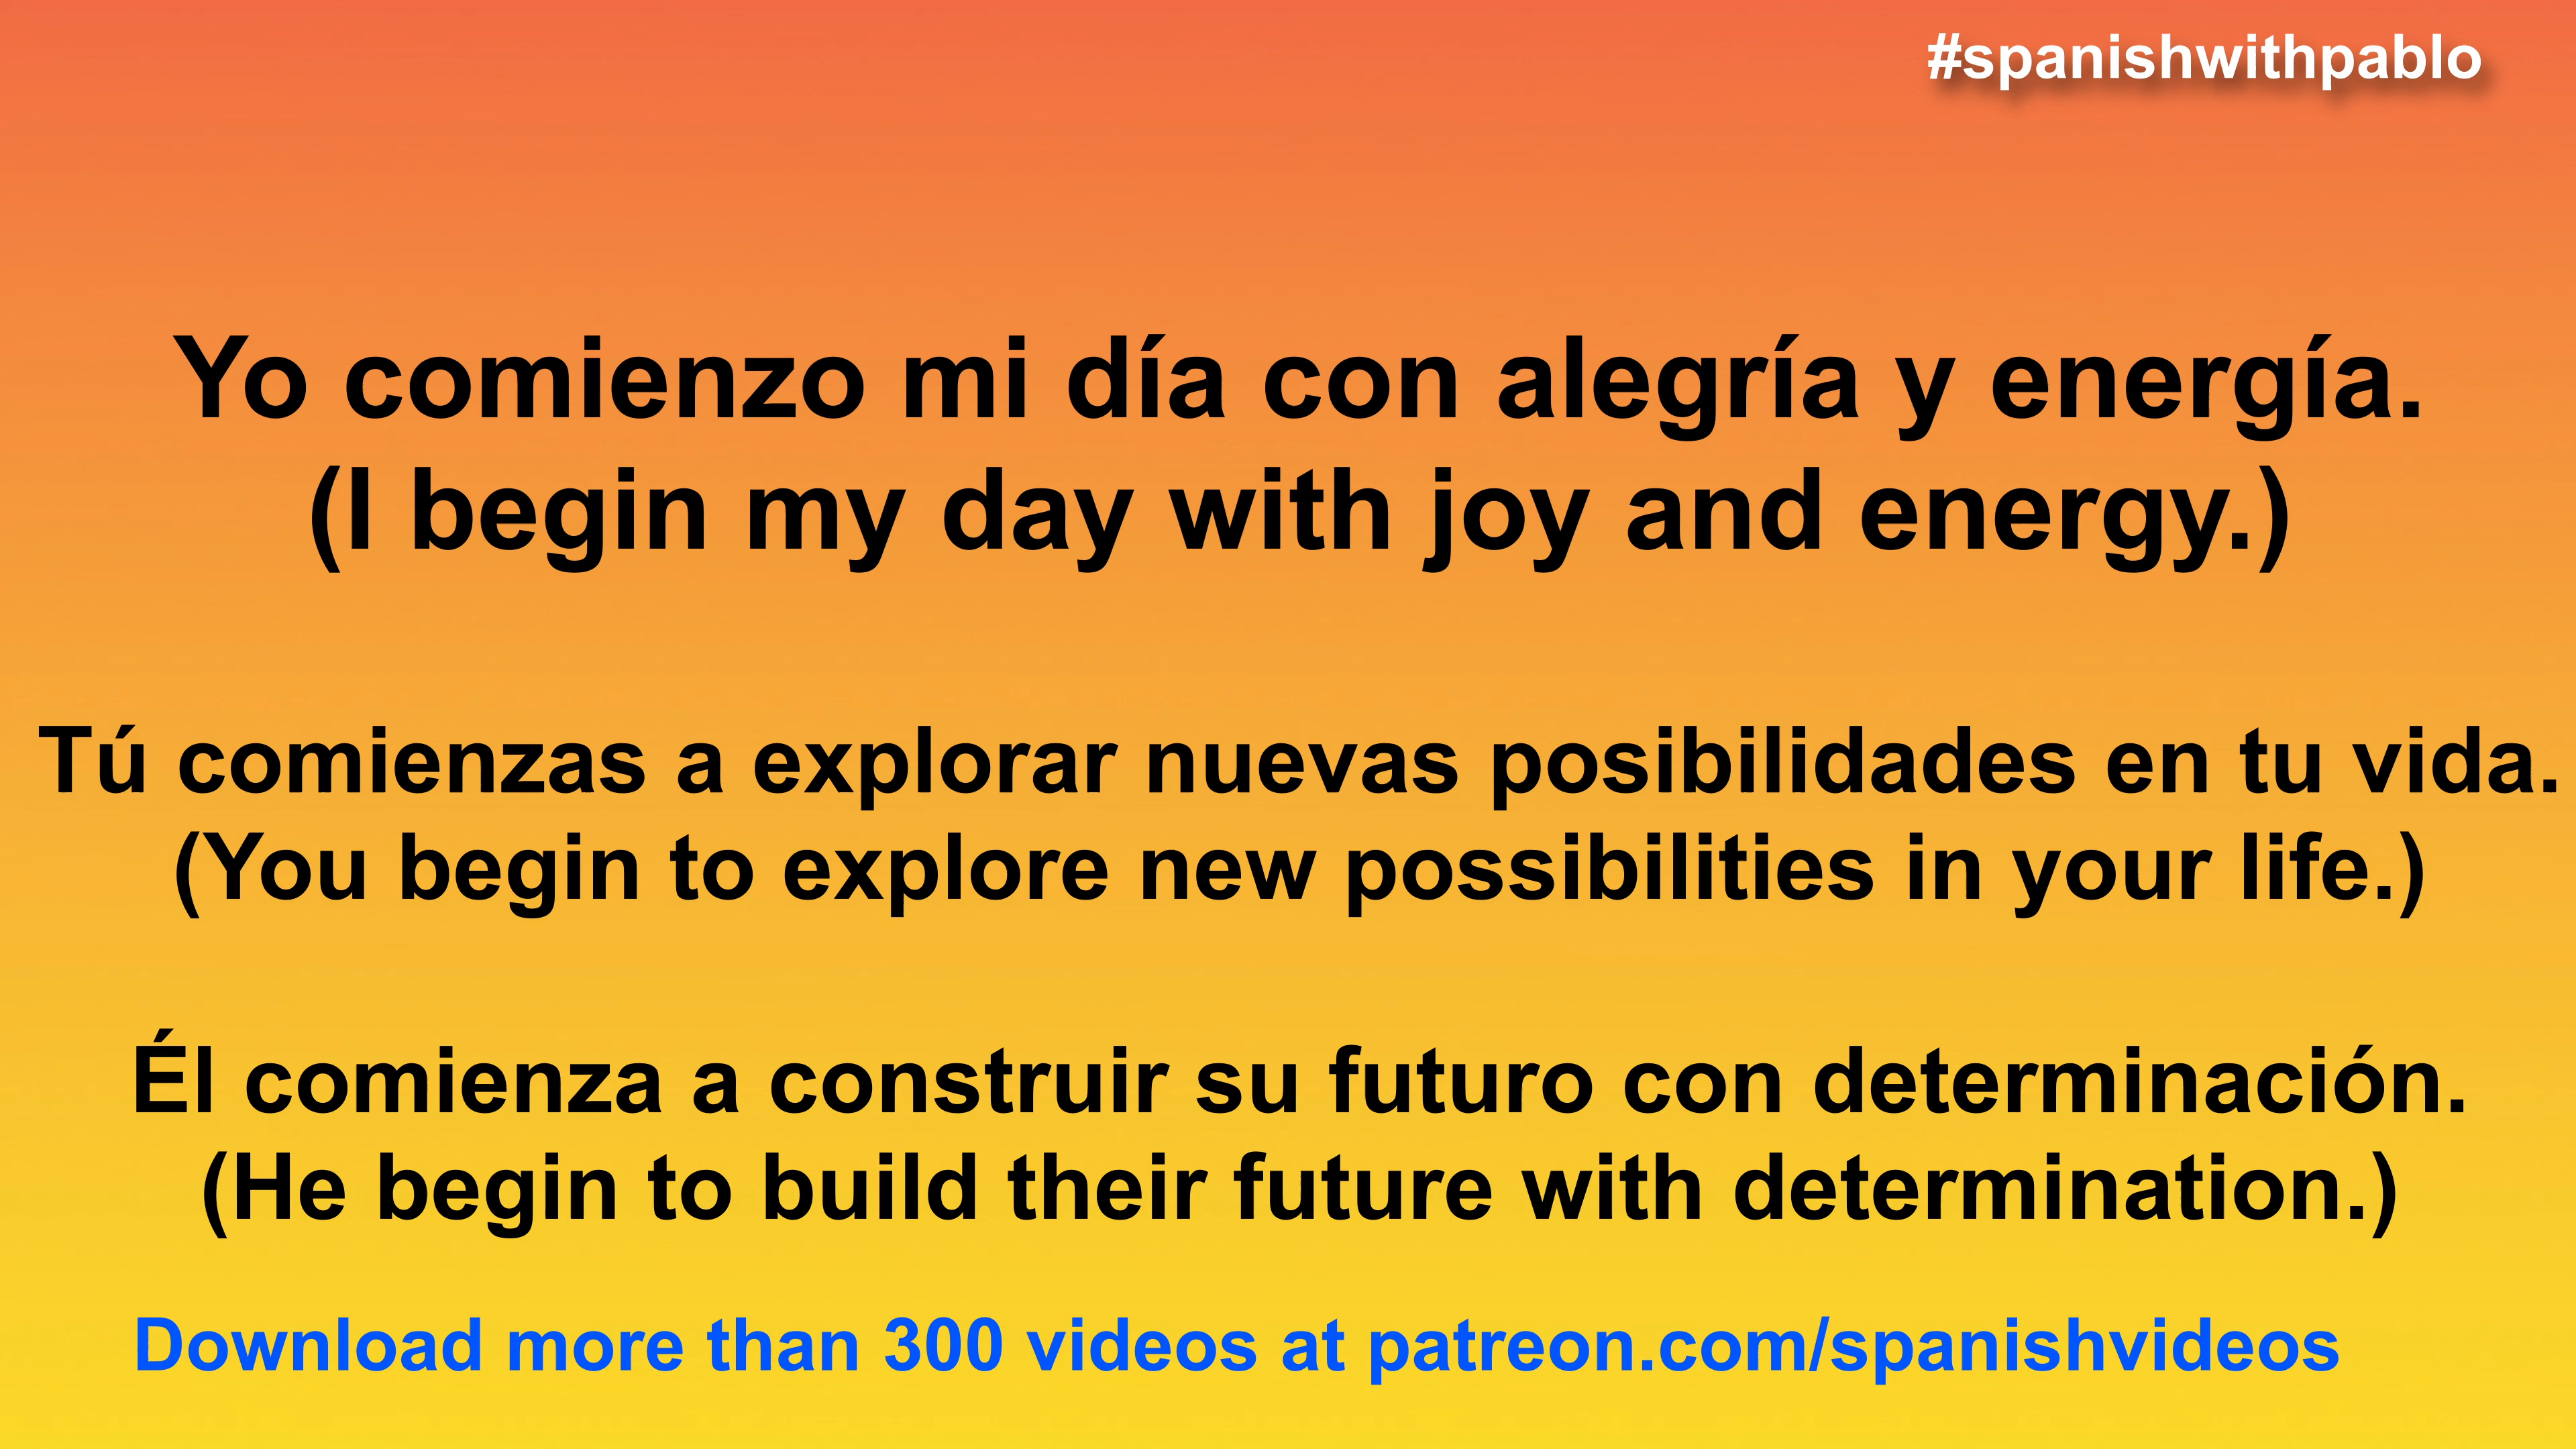 #spanishwithpablo
Yo comienzo mi día con alegría y energía.
(I begin my day with joy and energy.)
Tú comienzas a explorar nuevas posibilidades en tu vida.
(You begin to explore new possibilities in your life.)
Él comienza a construir su futuro con determinación.
(He begin to build their future with determination.)
Download more than 300 videos at patreon.com/spanishvideos